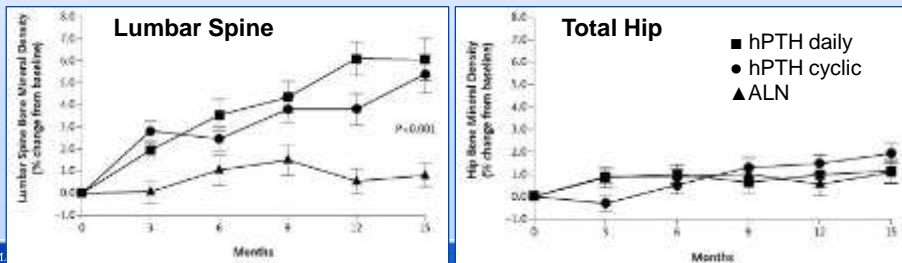 Lumbar Spine
Lumbar Spine Bone Mineral Density
(% change from baseline)
8.0
7.0
6.0
5.0
4.0
3.0
2.0
1.0
0.0
-1.0
P<0.001
0
3
6
9
12
15
Months
Total Hip
Hip Bone Mineral Density
(% change from baseline)
8.0
7.0
6.0
5.0
4.0
3.0
2.0
1.0
0.0
-1.0
■ hPTH daily
● hPTH cyclic
▲ ALN
0
3
6
9
12
15
Months